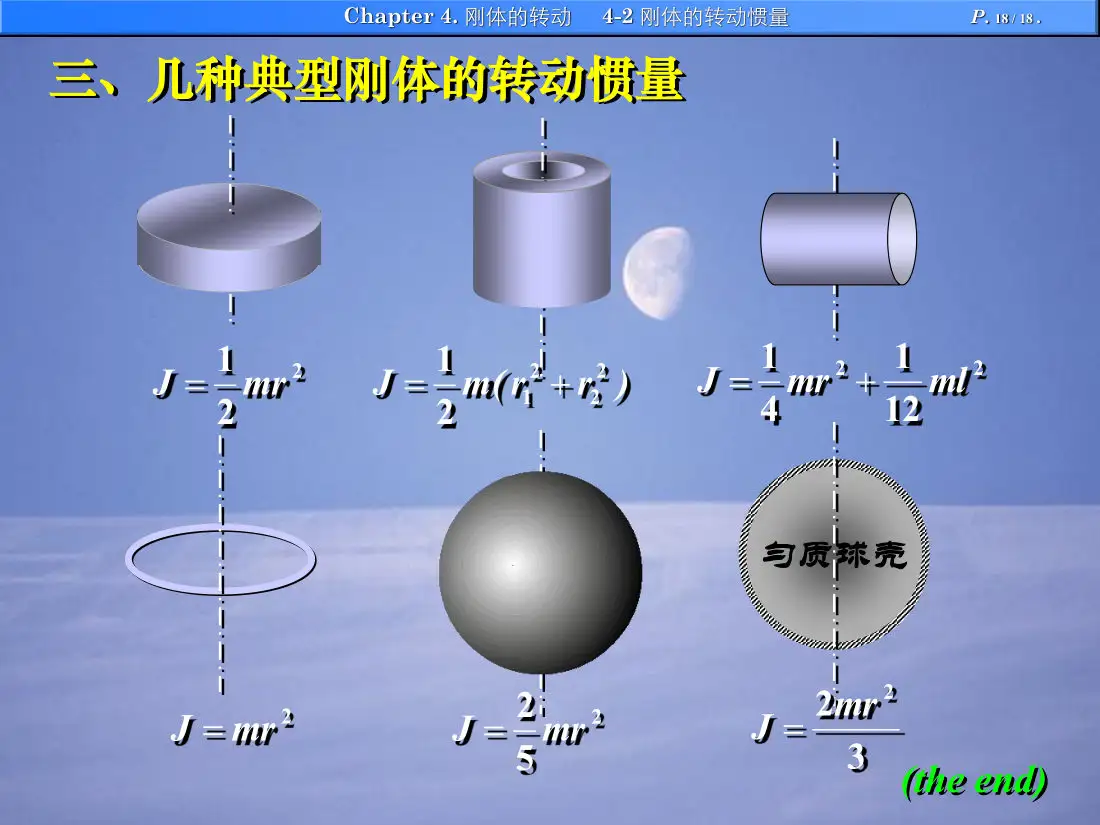 Chapter 4. 刚体的转动 4-2 刚体的转动惯量 P. 18 / 18 .
三、几种典型刚体的转动惯量
J = 1/2 mr²
J = 1/2 m( r₁² + r₂² )
J = 1/4 mr² + 1/12 ml²
匀质球壳
J = mr²
J = 2/5 mr²
J = 2mr²/3
(the end)